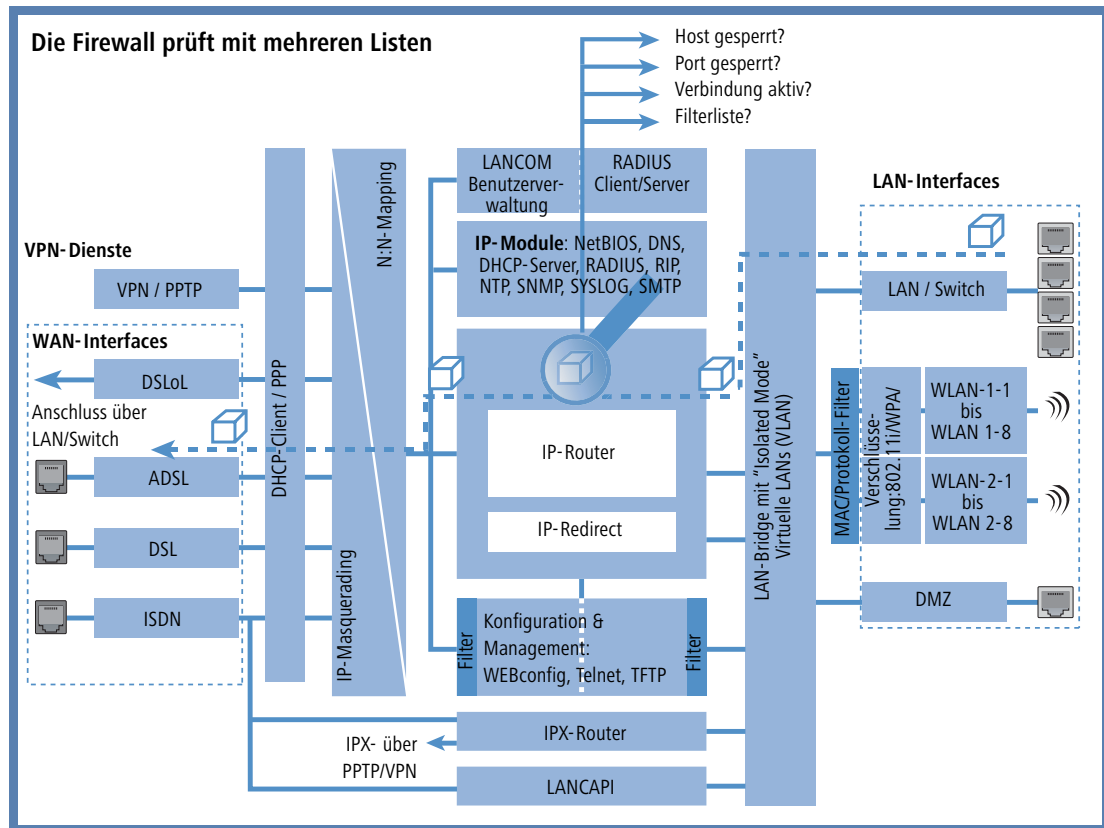 Die Firewall prüft mit mehreren Listen
Host gesperrt?
Port gesperrt?
Verbindung aktiv?
Filterliste?
LANCOM
Benutzerver-
waltung
RADIUS
Client/Server
LAN-Interfaces
N:N-Mapping
IP-Module: NetBIOS, DNS,
DHCP-Server, RADIUS, RIP,
NTP, SNMP, SYSLOG, SMTP
VPN-Dienste
VPN / PPTP
LAN / Switch
WAN-Interfaces
DSLoL
Anschluss über
LAN/Switch
ADSL
DSL
ISDN
DHCP-Client / PPP
IP-Masquerading
IP-Router
IP-Redirect
LAN-Bridge mit "Isolated Mode"
Virtuelle LANs (VLAN)
MAC/Protokoll-Filter
Verschlüsse-
lung:802.11i/WPA/
WLAN-1-1
bis
WLAN 1-8
WLAN-2-1
bis
WLAN 2-8
DMZ
Filter
Konfiguration &
Management:
WEBconfig, Telnet, TFTP
Filter
IPX-Router
IPX- über
PPTP/VPN
LANCAPI